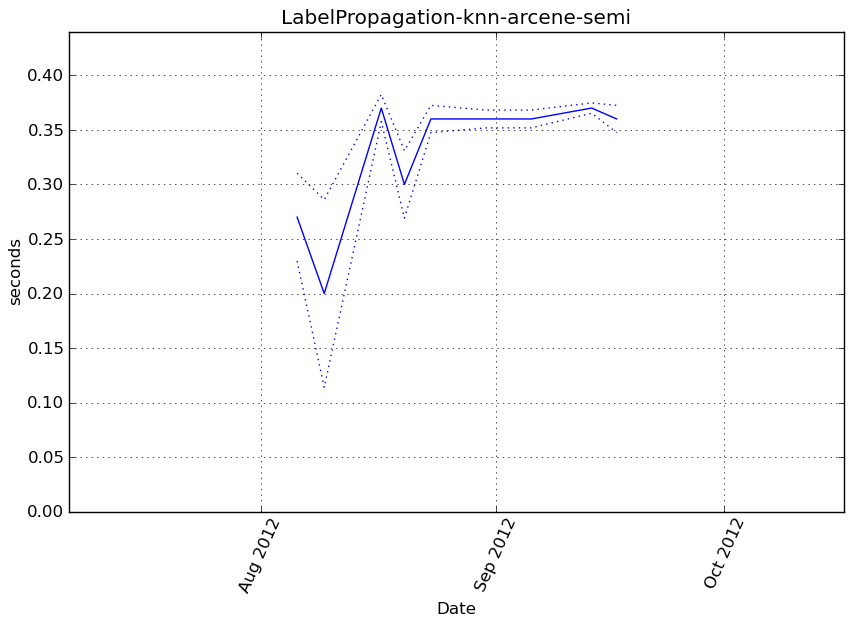 LabelPropagation-knn-arcene-semi
0.40
0.35
0.30
0.25
0.20
0.15
0.10
0.05
0.00
seconds
Aug 2012
Sep 2012
Oct 2012
Date